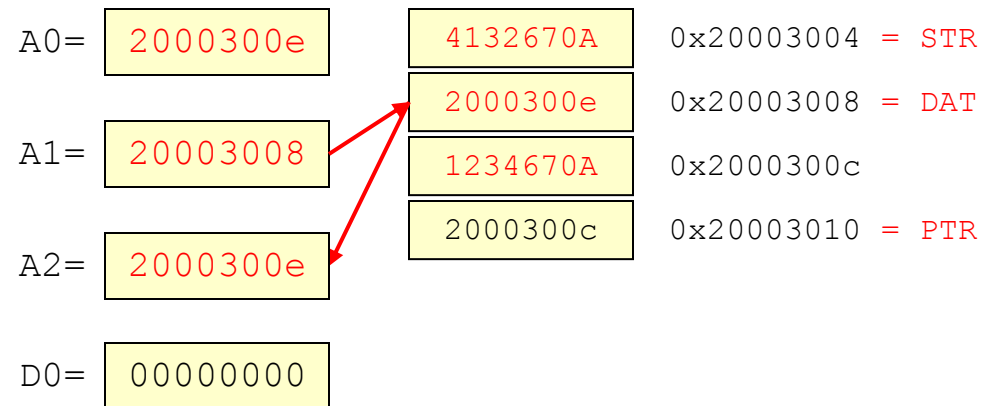 A0= 2000300e 4132670A 0x20003004 = STR
2000300e 0x20003008 = DAT
A1= 20003008 1234670A 0x2000300c
2000300c 0x20003010 = PTR
A2= 2000300e
D0= 00000000